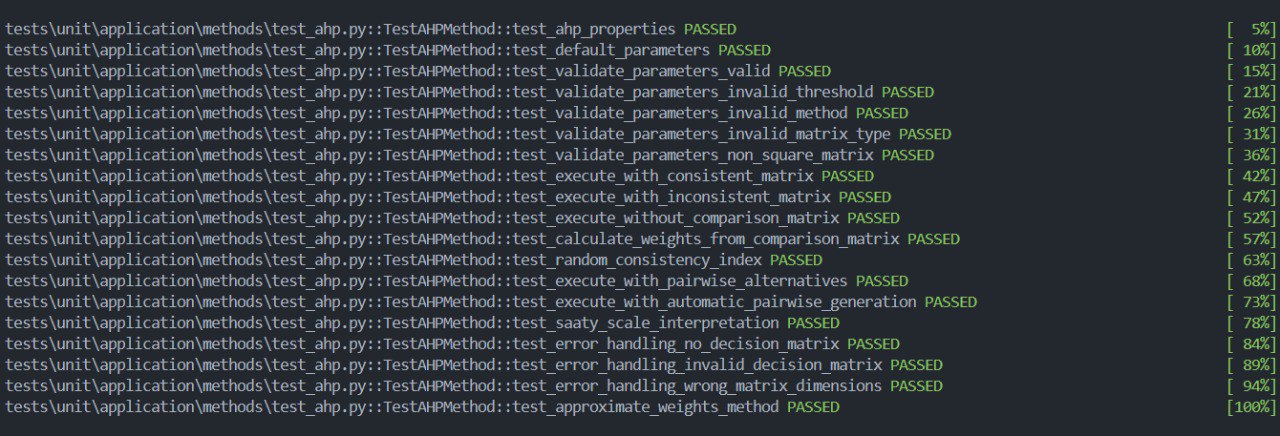 tests\unit\application\methods\test_ahp.py::TestAHPMethod::test_ahp_properties PASSED [  5%]
tests\unit\application\methods\test_ahp.py::TestAHPMethod::test_default_parameters PASSED [ 10%]
tests\unit\application\methods\test_ahp.py::TestAHPMethod::test_validate_parameters_valid PASSED [ 15%]
tests\unit\application\methods\test_ahp.py::TestAHPMethod::test_validate_parameters_invalid_threshold PASSED [ 21%]
tests\unit\application\methods\test_ahp.py::TestAHPMethod::test_validate_parameters_invalid_method PASSED [ 26%]
tests\unit\application\methods\test_ahp.py::TestAHPMethod::test_validate_parameters_invalid_matrix_type PASSED [ 31%]
tests\unit\application\methods\test_ahp.py::TestAHPMethod::test_validate_parameters_non_square_matrix PASSED [ 36%]
tests\unit\application\methods\test_ahp.py::TestAHPMethod::test_execute_with_consistent_matrix PASSED [ 42%]
tests\unit\application\methods\test_ahp.py::TestAHPMethod::test_execute_with_inconsistent_matrix PASSED [ 47%]
tests\unit\application\methods\test_ahp.py::TestAHPMethod::test_execute_without_comparison_matrix PASSED [ 52%]
tests\unit\application\methods\test_ahp.py::TestAHPMethod::test_calculate_weights_from_comparison_matrix PASSED [ 57%]
tests\unit\application\methods\test_ahp.py::TestAHPMethod::test_random_consistency_index PASSED [ 63%]
tests\unit\application\methods\test_ahp.py::TestAHPMethod::test_execute_with_pairwise_alternatives PASSED [ 68%]
tests\unit\application\methods\test_ahp.py::TestAHPMethod::test_execute_with_automatic_pairwise_generation PASSED [ 73%]
tests\unit\application\methods\test_ahp.py::TestAHPMethod::test_saaty_scale_interpretation PASSED [ 78%]
tests\unit\application\methods\test_ahp.py::TestAHPMethod::test_error_handling_no_decision_matrix PASSED [ 84%]
tests\unit\application\methods\test_ahp.py::TestAHPMethod::test_error_handling_invalid_decision_matrix PASSED [ 89%]
tests\unit\application\methods\test_ahp.py::TestAHPMethod::test_error_handling_wrong_matrix_dimensions PASSED [ 94%]
tests\unit\application\methods\test_ahp.py::TestAHPMethod::test_approximate_weights_method PASSED [100%]